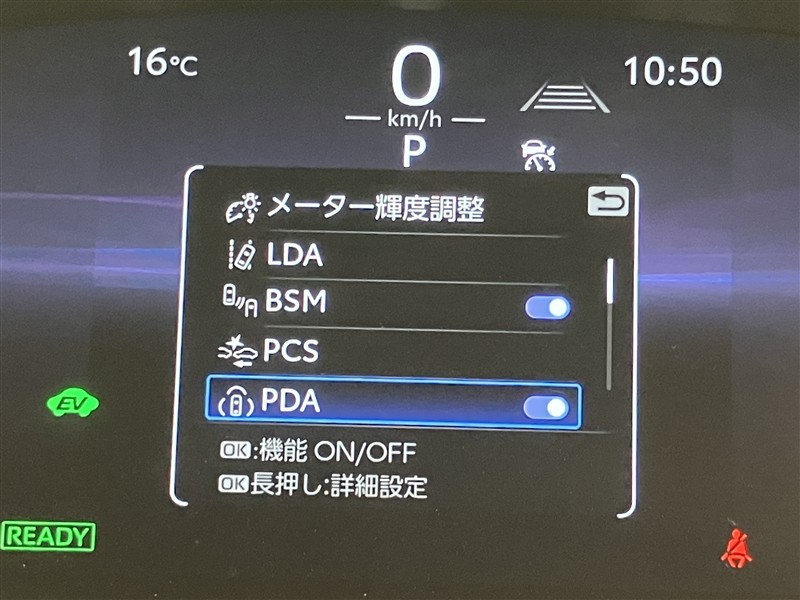 16℃
0
10:50
km/h
P
メーター輝度調整
LDA
BSM
PCS
PDA
EV
OK:機能 ON/OFF
OK長押し:詳細設定
READY